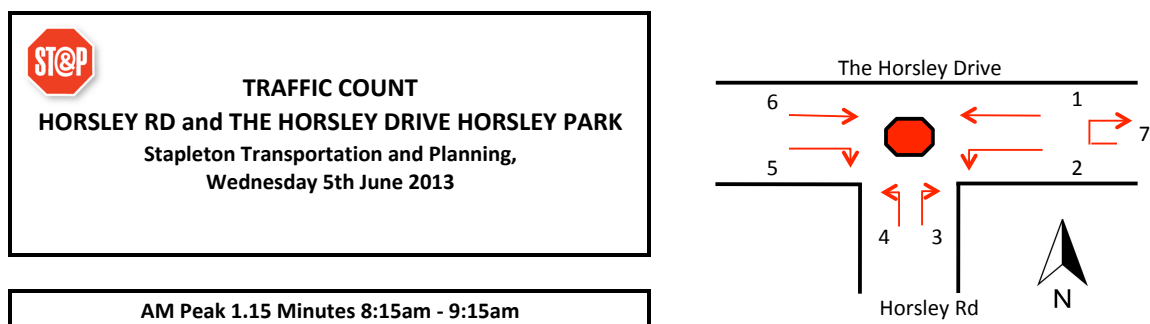 ST@P
TRAFFIC COUNT
HORSLEY RD and THE HORSLEY DRIVE HORSLEY PARK
Stapleton Transportation and Planning,
Wednesday 5th June 2013
AM Peak 1.15 Minutes 8:15am - 9:15am
The Horsley Drive
6
1
7
5
2
4
3
N
Horsley Rd